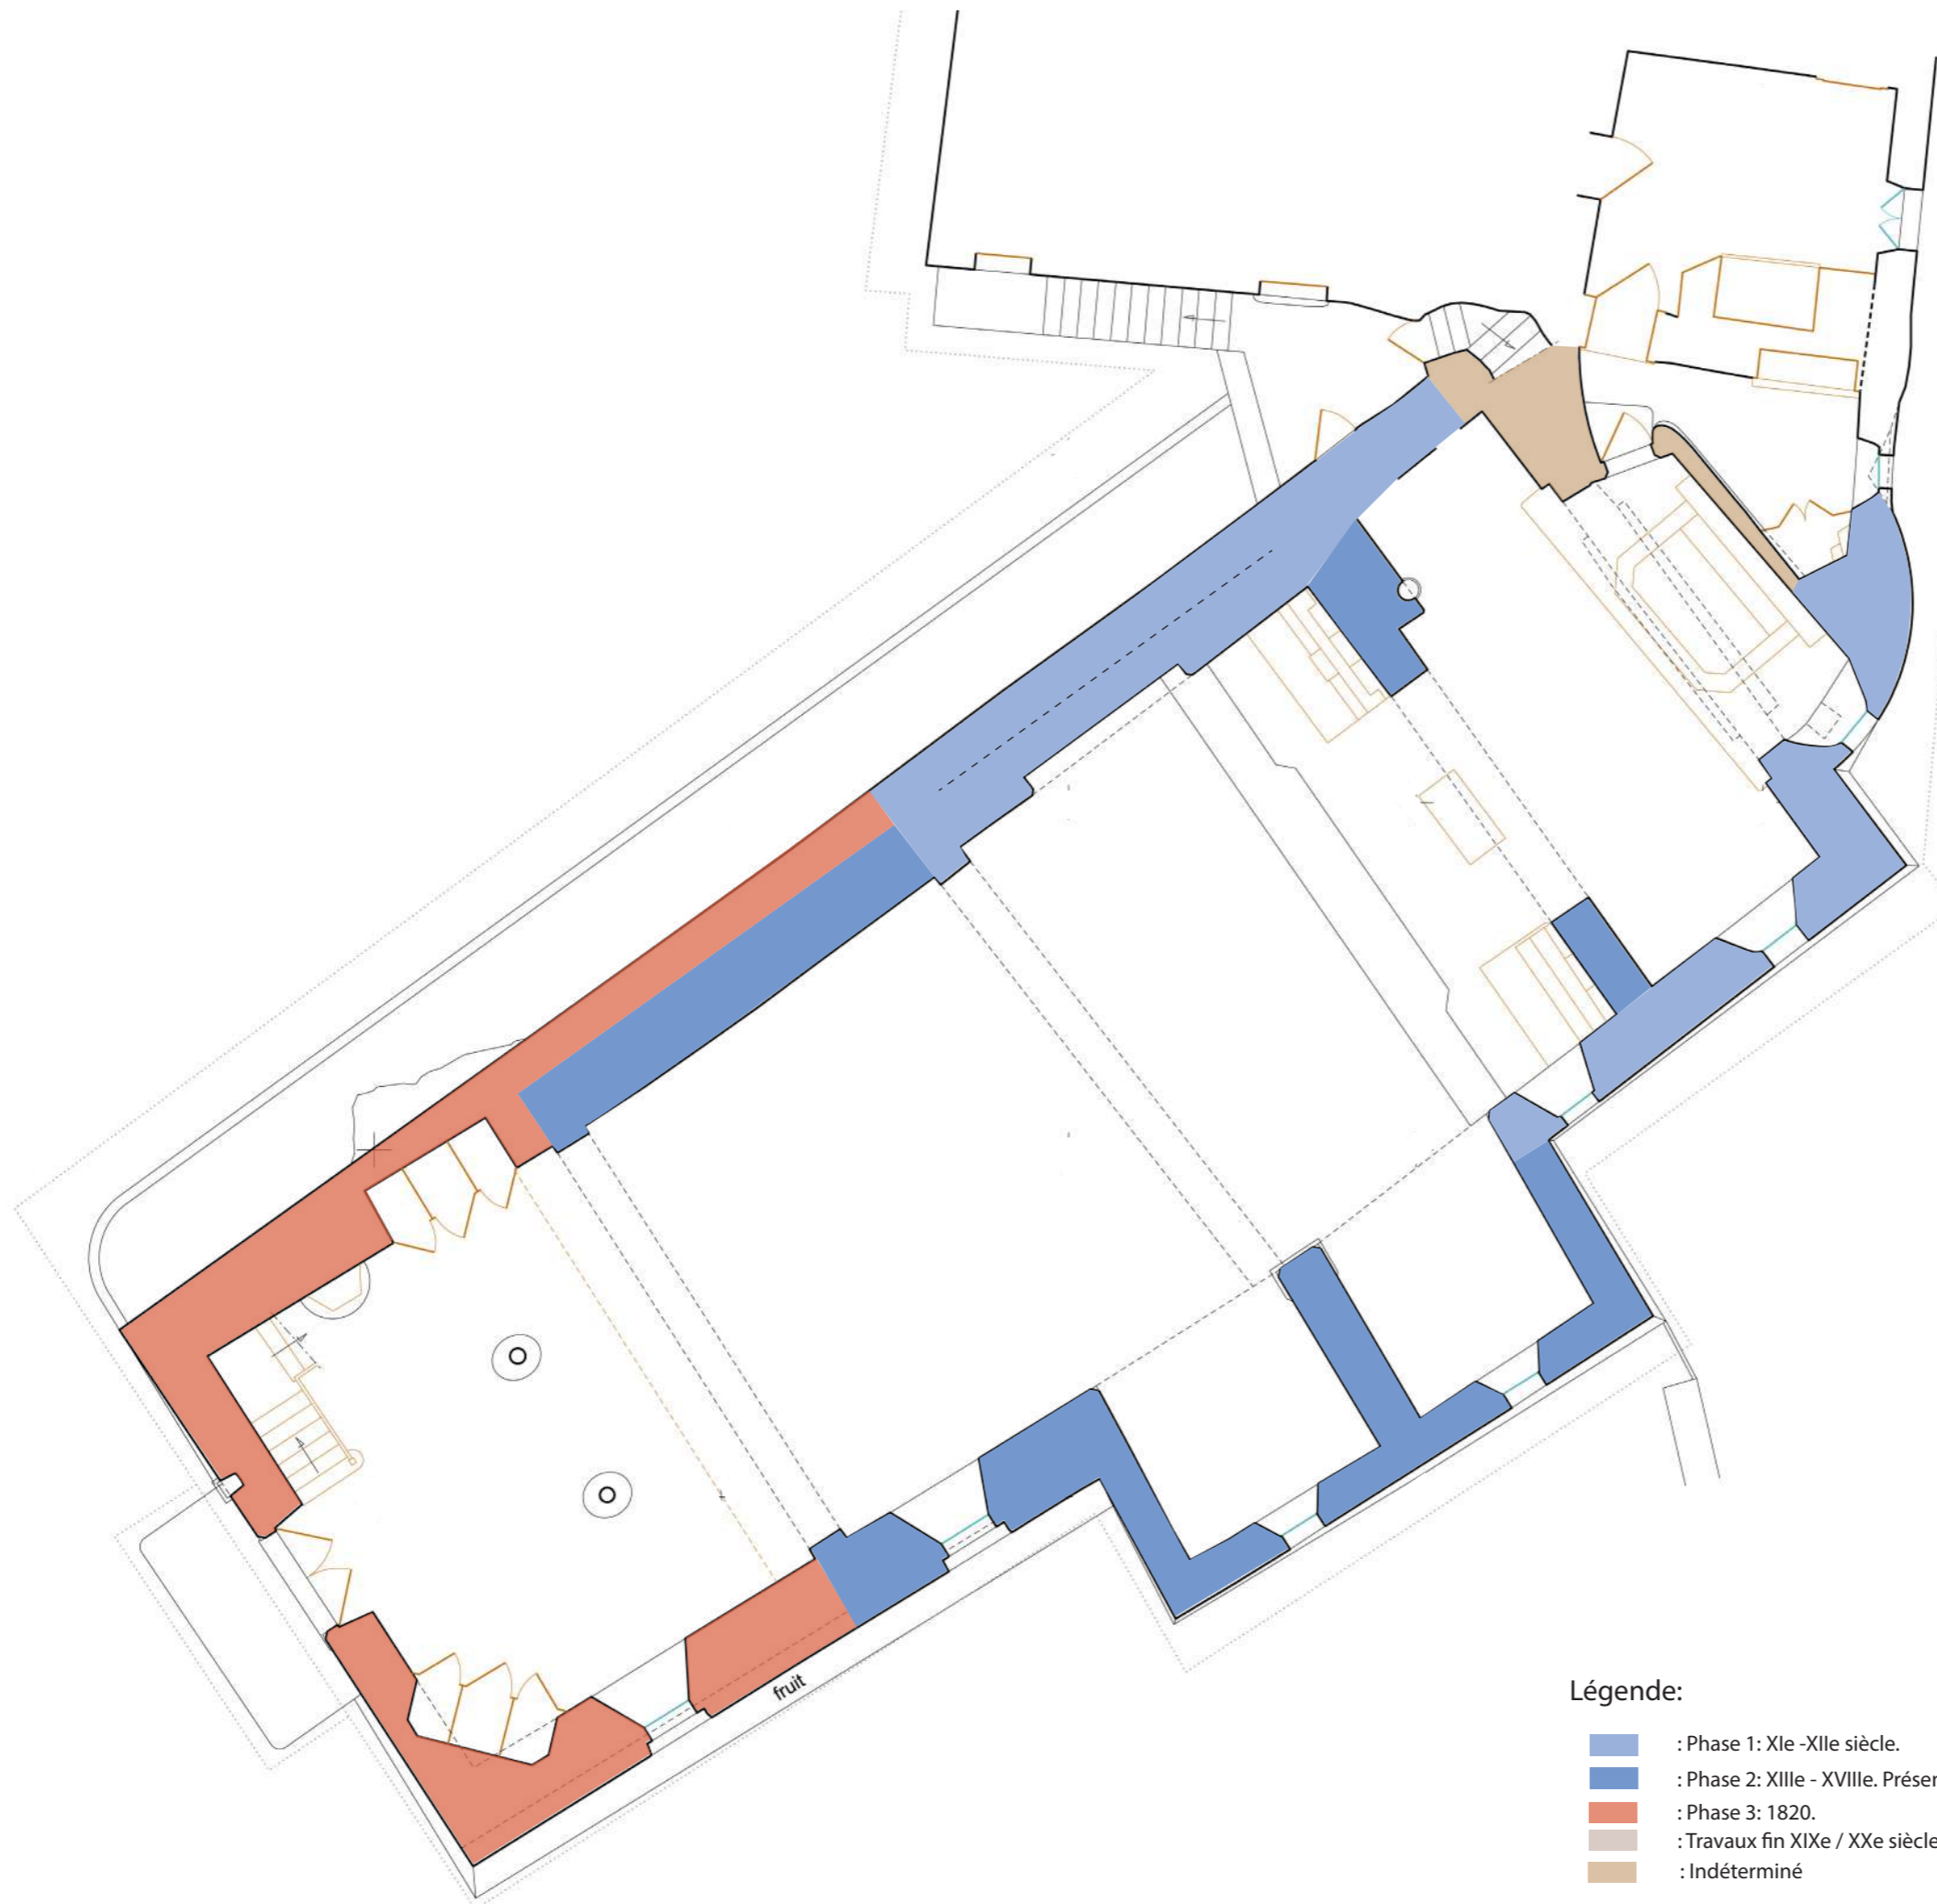 fruit
Légende:
: Phase 1: XIe -XIIe siècle.
: Phase 2: XIIIe - XVIIIe.
: Phase 3: 1820.
: Travaux fin XIXe / XXe siècle
: Indéterminé